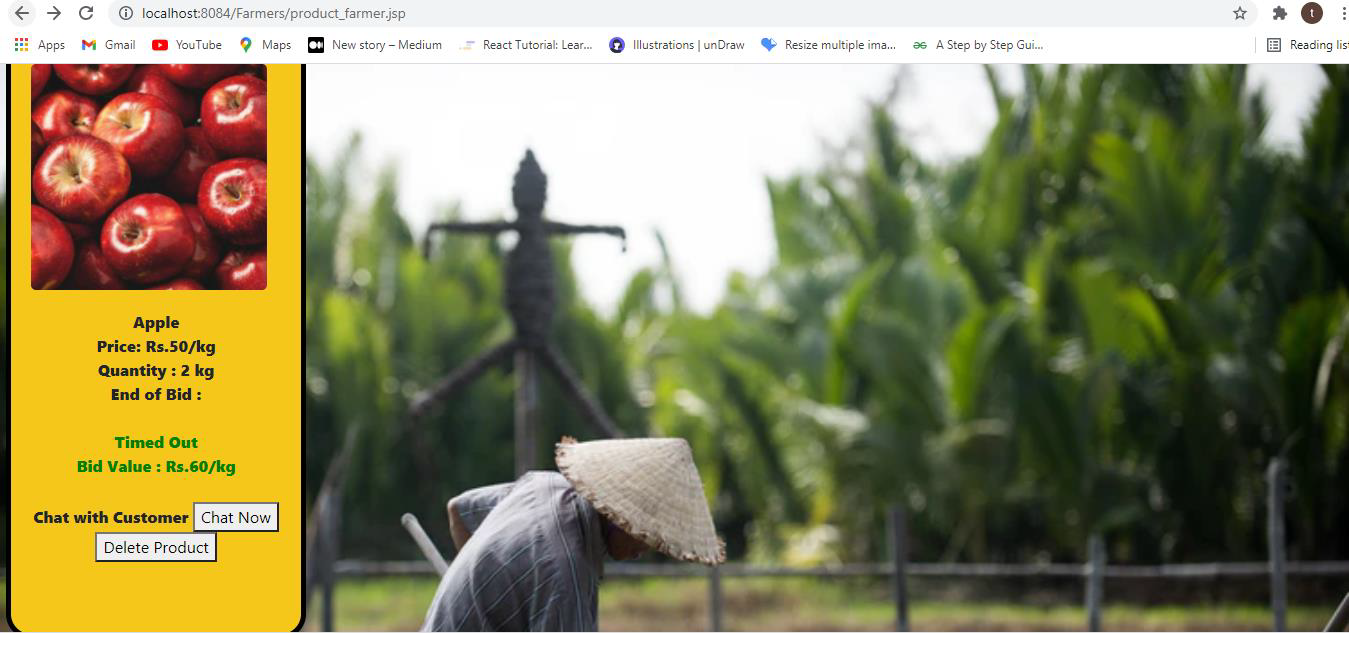 localhost:8084/Farmers/product_farmer.jsp
t
Apps Gmail YouTube Maps New story – Medium React Tutorial: Lear... Illustrations | unDraw Resize multiple ima... A Step by Step Gui... Reading list
Apple
Price: Rs.50/kg
Quantity : 2 kg
End of Bid :
Timed Out
Bid Value : Rs.60/kg
Chat with Customer Chat Now
Delete Product